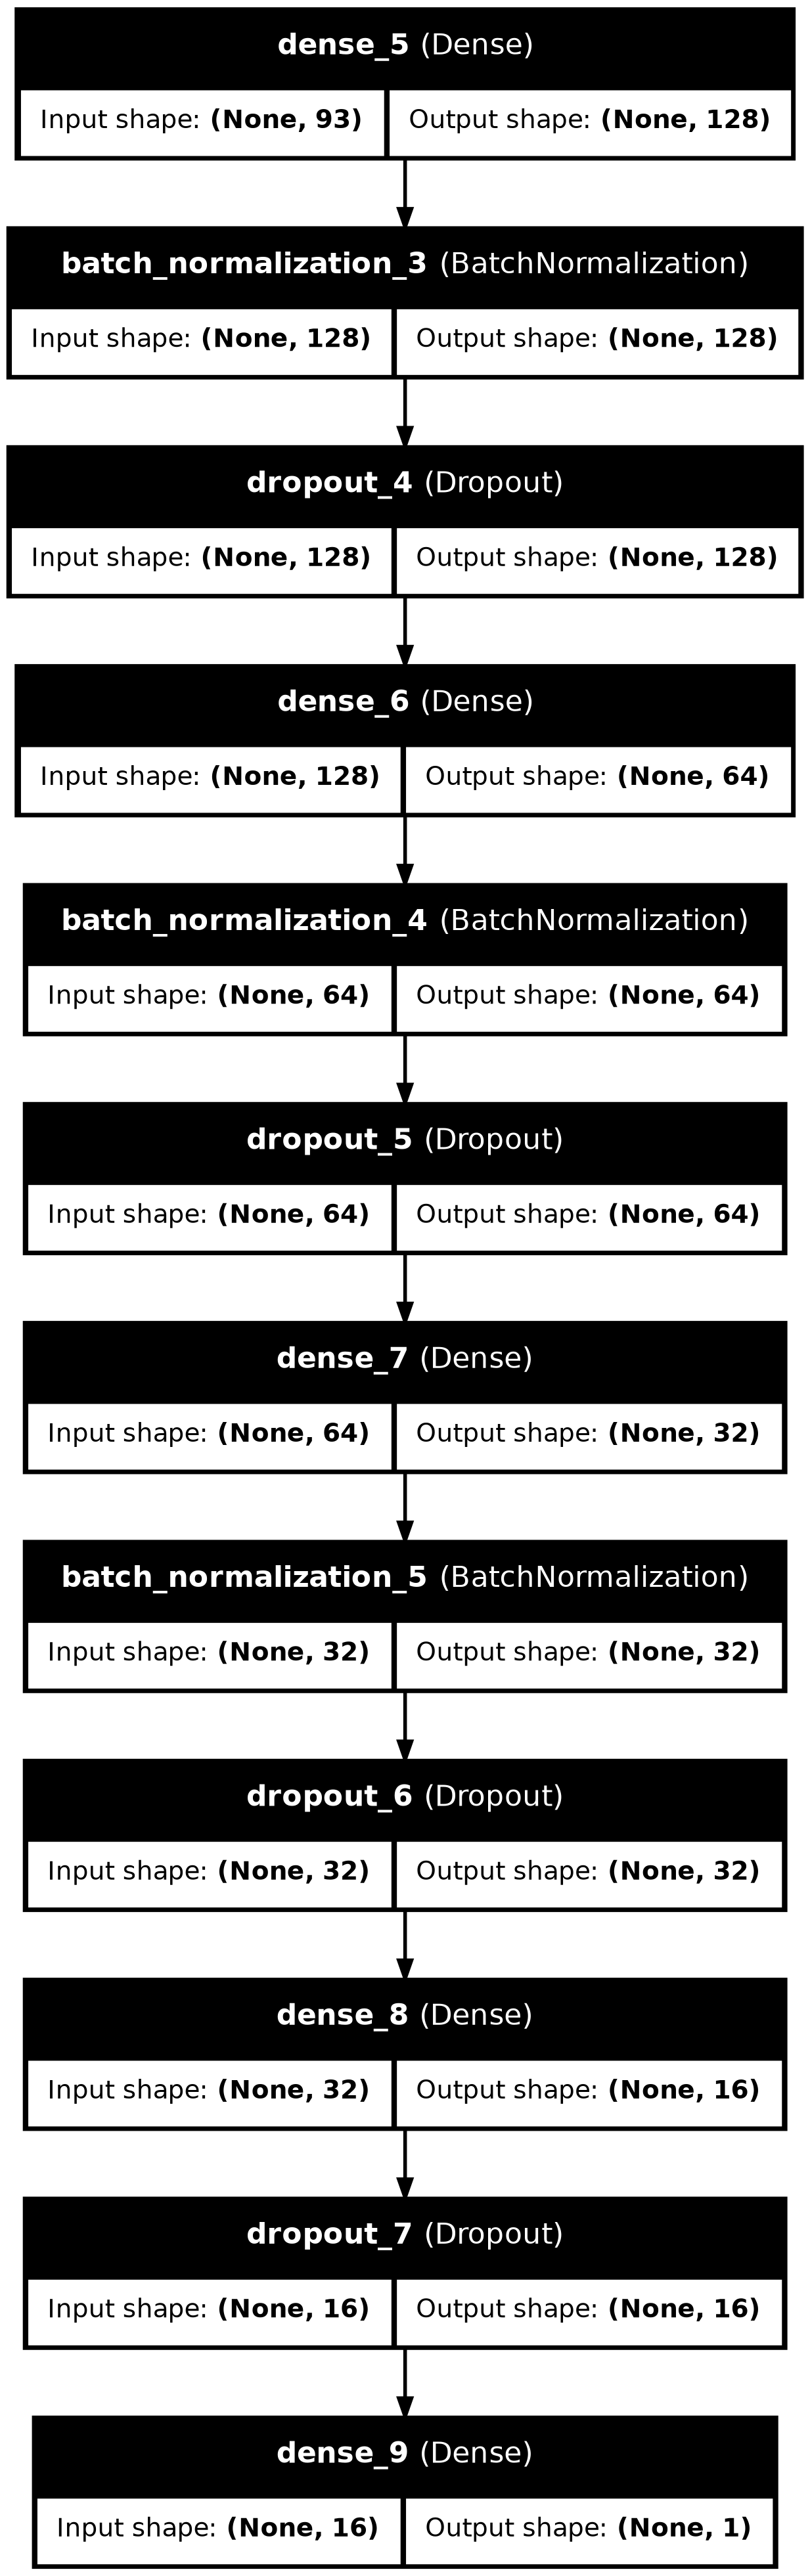 dense_5 (Dense)
Input shape: (None, 93) Output shape: (None, 128)
batch_normalization_3 (BatchNormalization)
Input shape: (None, 128) Output shape: (None, 128)
dropout_4 (Dropout)
Input shape: (None, 128) Output shape: (None, 128)
dense_6 (Dense)
Input shape: (None, 128) Output shape: (None, 64)
batch_normalization_4 (BatchNormalization)
Input shape: (None, 64) Output shape: (None, 64)
dropout_5 (Dropout)
Input shape: (None, 64) Output shape: (None, 64)
dense_7 (Dense)
Input shape: (None, 64) Output shape: (None, 32)
batch_normalization_5 (BatchNormalization)
Input shape: (None, 32) Output shape: (None, 32)
dropout_6 (Dropout)
Input shape: (None, 32) Output shape: (None, 32)
dense_8 (Dense)
Input shape: (None, 32) Output shape: (None, 16)
dropout_7 (Dropout)
Input shape: (None, 16) Output shape: (None, 16)
dense_9 (Dense)
Input shape: (None, 16) Output shape: (None, 1)